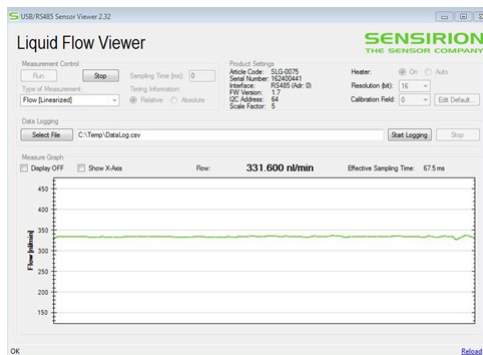 USB/RS485 Sensor Viewer 2.32
Liquid Flow Viewer
SENSIRION
THE SENSOR COMPANY
Measurement Control
Run
Stop
Sampling Time [ms]: 0
Type of Measurement:
Timing Information:
Flow [Linearized]
Relative
Absolute
Product Settings
Article Code: SLG-0075
Serial Number: 162400441
Interface: RS485 (Adr: 0)
FW Version: 1.7
I2C Address: 64
Scale Factor: 5
Heater: On Auto
Resolution (bit): 16
Calibration Field: 0 Edit Default...
Data Logging
Select File
C:\Temp\DataLog.csv
Start Logging
Stop
Measure Graph
Display OFF
Show X-Axis
Flow: 331.600 nl/min
Effective Sampling Time: 67.5 ms
Flow [nl/min]
450
400
350
300
250
200
150
OK
Reload